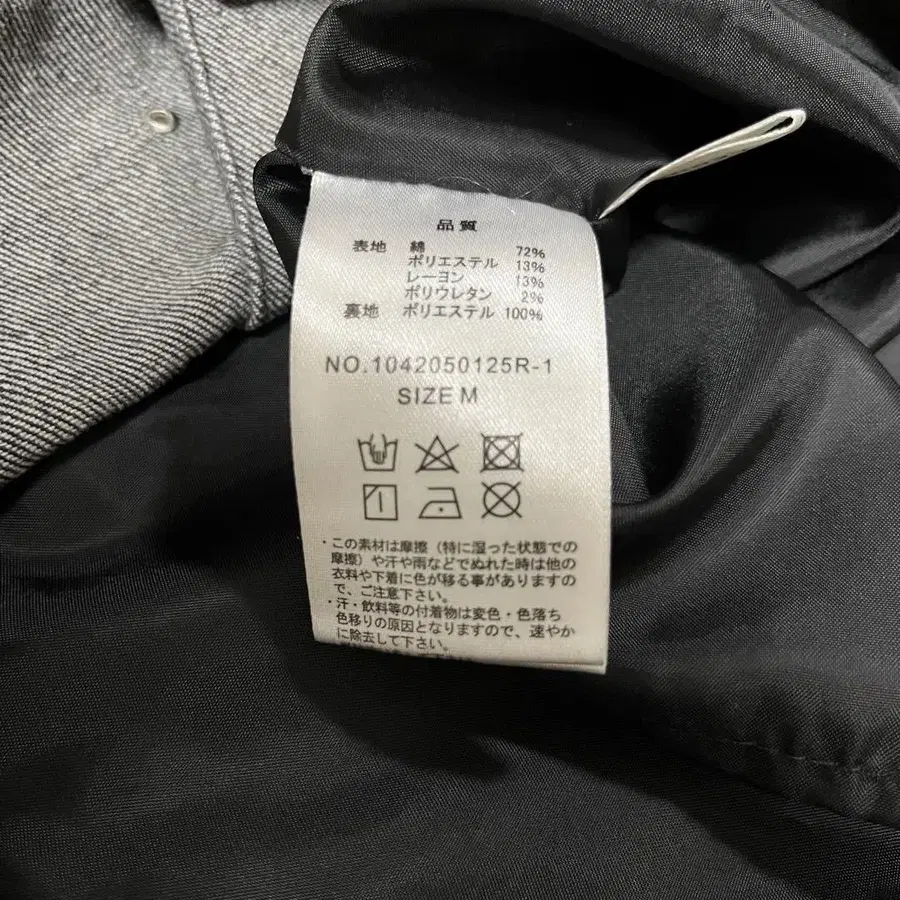 品質
表地 綿 72%
ポリエステル 13%
レーヨン 13%
ポリウレタン 2%
裏地 ポリエステル 100%
NO.1042050125R-1
SIZE M
・この素材は摩擦（特に湿った状態での
摩擦）や汗や雨などでぬれた時は他の
衣料や下着に色が移る事がありますの
で、ご注意下さい。
・汗・飲料等の付着物は変色・色落ち
色移りの原因となりますので、速やか
に除去して下さい。